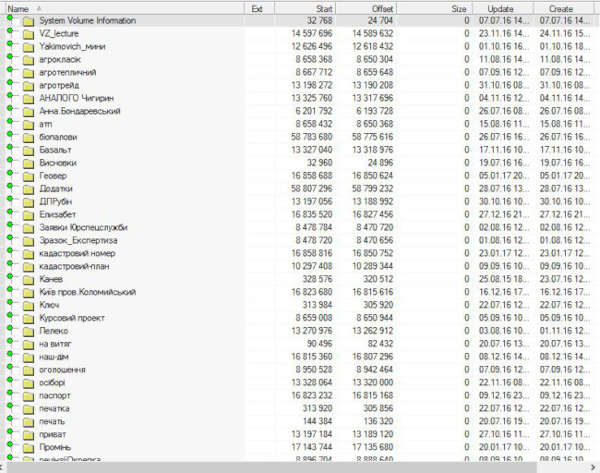 Name Ext Start Offset Size Update Create
System Volume Information 32 768 24 704 0 07.07.16 14... 07.07.16 14...
VZ_lecture 14 597 696 14 589 632 0 23.11.16 14... 24.11.16 15...
Yakimovich_мини 12 626 496 12 618 432 0 01.10.16 16... 01.10.16 18...
агрокласік 8 658 368 8 650 304 0 11.08.16 14... 11.08.16 14...
агротепличний 8 667 712 8 659 648 0 07.09.16 12... 07.09.16 12...
агротрейд 13 198 272 13 190 208 0 31.10.16 08... 31.10.16 08...
АНАЛОГО Чигирин 13 325 760 13 317 696 0 04.11.16 12... 04.11.16 14...
Анна Бондаревський 6 201 792 6 193 728 0 26.07.16 08... 26.07.16 08...
атп 8 658 432 8 650 368 0 15.08.16 11... 15.08.16 11...
біопалови 58 783 680 58 775 616 0 26.07.16 16... 26.07.16 16...
Базальт 13 327 040 13 318 976 0 17.11.16 10... 17.11.16 10...
Висновки 32 960 24 896 0 19.07.16 16... 19.07.16 16...
Геовер 16 858 688 16 850 624 0 05.01.17 20... 05.01.17 20...
Додатки 58 807 296 58 799 232 0 28.07.16 13... 28.07.16 13...
ДПРубін 13 197 056 13 188 992 0 30.10.16 10... 30.10.16 10...
Елизабет 16 835 520 16 827 456 0 27.12.16 21... 27.12.16 21...
Заявки Юрспецслужби 8 478 784 8 470 720 0 02.08.16 12... 02.08.16 12...
Зразок_Експертиза 8 478 720 8 470 656 0 01.08.16 12... 01.08.16 12...
кадастровий номер 16 858 816 16 850 752 0 23.01.17 12... 23.01.17 12...
кадастровий-план 10 297 408 10 289 344 0 09.09.16 10... 09.09.16 10...
Канев 328 576 320 512 0 25.08.15 18... 23.07.16 12...
Київ пров.Коломийський 16 823 680 16 815 616 0 16.12.16 17... 16.12.16 17...
Ключ 313 984 305 920 0 22.07.16 12... 22.07.16 12...
Курсовий проект 8 659 008 8 650 944 0 05.09.16 10... 05.09.16 10...
Пелеко 13 270 976 13 262 912 0 03.08.16 10... 01.11.16 12...
на витяг 90 496 82 432 0 20.07.16 13... 20.07.16 13...
наш-дім 16 815 360 16 807 296 0 08.12.16 14... 08.12.16 14...
оголошення 8 950 528 8 942 464 0 07.09.16 12... 07.09.16 12...
осіборі 13 328 064 13 320 000 0 22.11.16 08... 22.11.16 08...
паспорт 16 823 232 16 815 168 0 09.12.16 23... 09.12.16 23...
печатка 313 920 305 856 0 22.07.16 12... 22.07.16 12...
печать 144 384 136 320 0 20.07.16 19... 20.07.16 19...
приват 13 197 184 13 189 120 0 27.10.16 11... 27.10.16 11...
Промінь 17 143 744 17 135 680 0 20.01.17 10... 20.01.17 10...
8 896 704 8 888 640 0 08.09.16 10... 08.09.16 10...